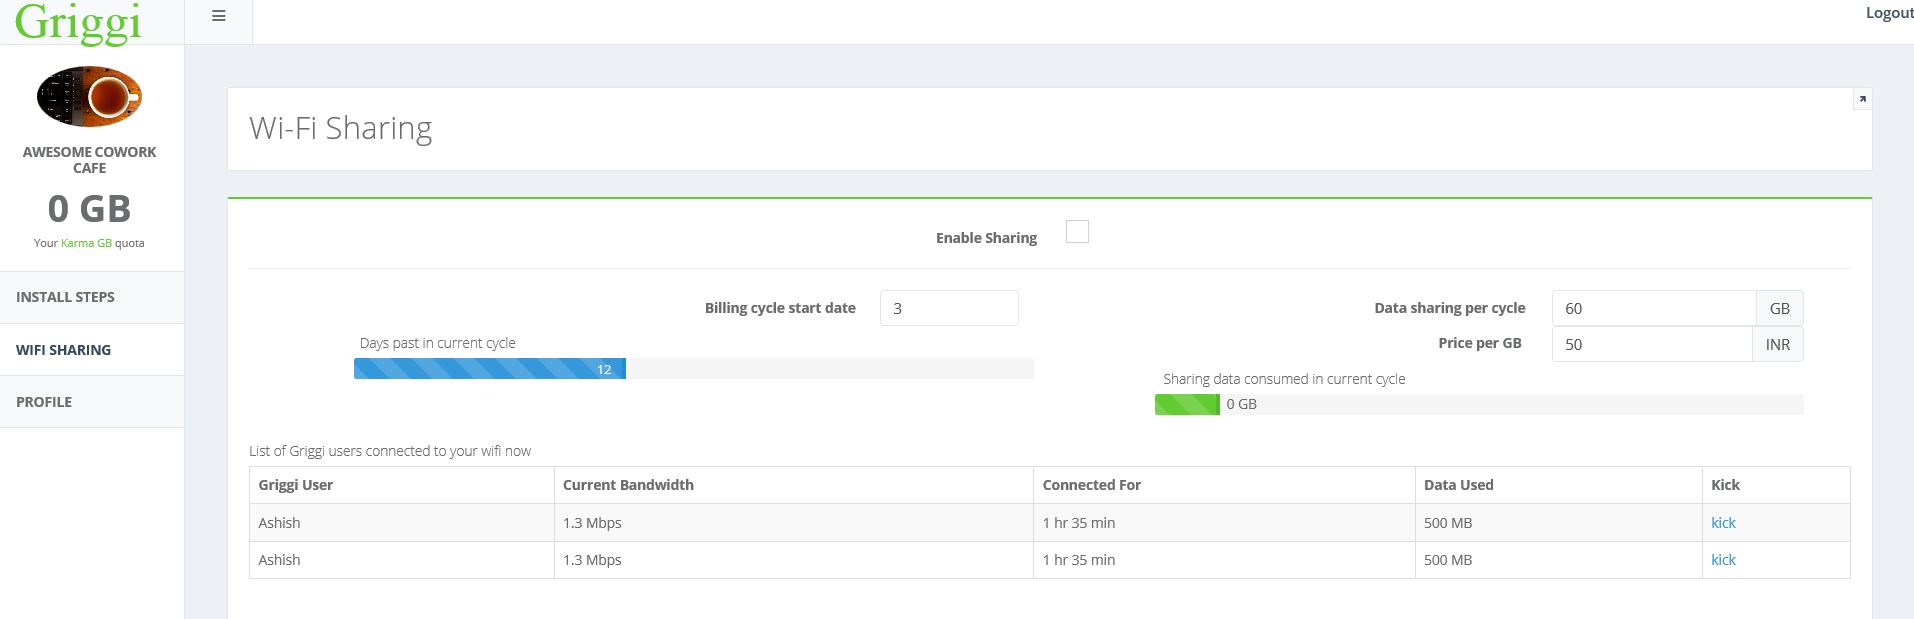 Griggi
Logout
AWESOME COWORK
CAFE
0 GB
Your Karma GB quota
INSTALL STEPS
WIFI SHARING
PROFILE
Wi-Fi Sharing
Enable Sharing
Billing cycle start date 3
Days past in current cycle
12
Data sharing per cycle 60 GB
Price per GB 50 INR
Sharing data consumed in current cycle
0 GB
List of Griggi users connected to your wifi now
Griggi User Current Bandwidth Connected For Data Used Kick
Ashish 1.3 Mbps 1 hr 35 min 500 MB kick
Ashish 1.3 Mbps 1 hr 35 min 500 MB kick